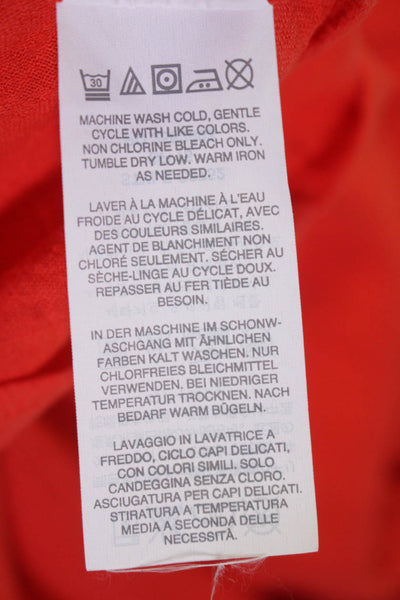 30
MACHINE WASH COLD, GENTLE
CYCLE WITH LIKE COLORS.
NON CHLORINE BLEACH ONLY.
TUMBLE DRY LOW. WARM IRON
AS NEEDED.
LAVER À LA MACHINE À L'EAU
FROIDE AU CYCLE DÉLICAT, AVEC
DES COULEURS SIMILAIRES.
AGENT DE BLANCHIMENT NON
CHLORÉ SEULEMENT. SÉCHER AU
SÈCHE-LINGE AU CYCLE DOUX.
REPASSER AU FER TIÈDE AU
BESOIN.
IN DER MASCHINE IM SCHONW-
ASCHGANG MIT ÄHNLICHEN
FARBEN KALT WASCHEN. NUR
CHLORFREIES BLEICHMITTEL
VERWENDEN. BEI NIEDRIGER
TEMPERATUR TROCKNEN. NACH
BEDARF WARM BÜGELN.
LAVAGGIO IN LAVATRICE A
FREDDO, CICLO CAPI DELICATI,
CON COLORI SIMILI. SOLO
CANDEGGINA SENZA CLORO.
ASCIUGATURA PER CAPI DELICATI.
STIRATURA A TEMPERATURA
MEDIA A SECONDA DELLE
NECESSITÀ.